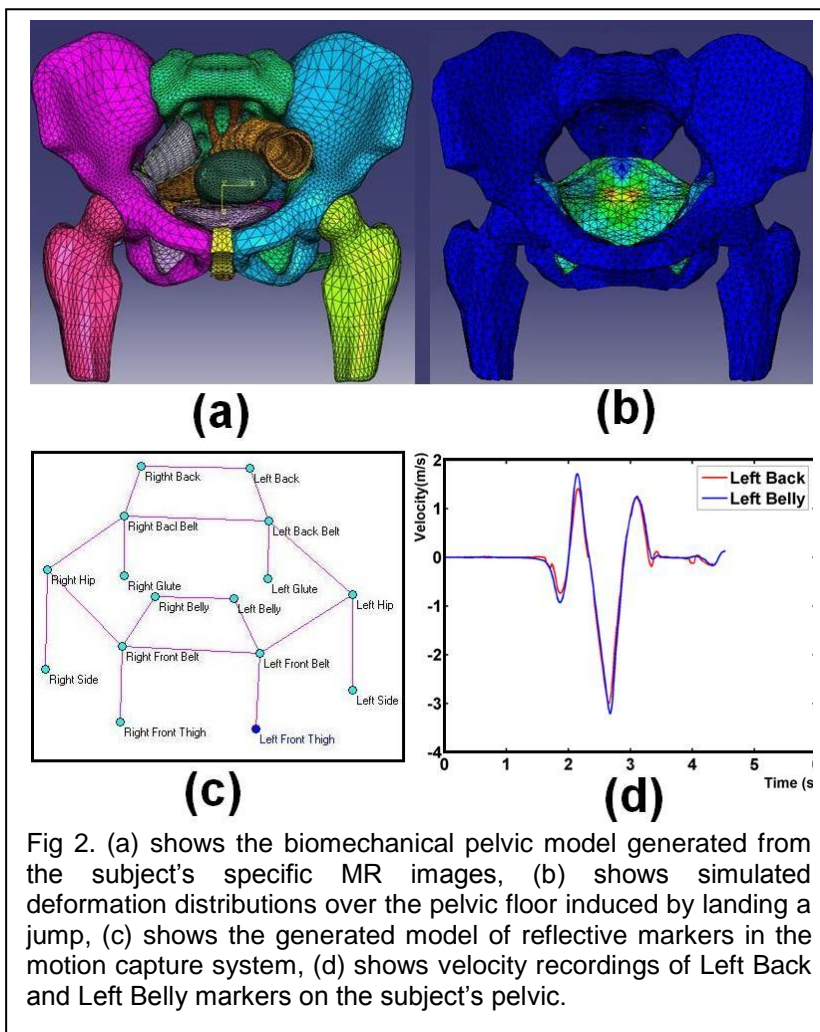 (a)
(b)
Rigtht Back
Left Back
Right Bacl Belt
Left Back Belt
Right Hip
Right Glute
Left Glute
Right Belly
Left Belly
Left Hip
Right Front Belt
Left Front Belt
Right Side
Left Side
Right Front Thigh
Left Front Thigh
(c)
Velocity(m/s)
2
1
0
-1
-2
-3
-4
Left Back
Left Belly
0
1
2
3
4
5
6
Time (s
(d)
Fig 2. (a) shows the biomechanical pelvic model generated from
the subject's specific MR images, (b) shows simulated
deformation distributions over the pelvic floor induced by landing a
jump, (c) shows the generated model of reflective markers in the
motion capture system, (d) shows velocity recordings of Left Back
and Left Belly markers on the subject's pelvic.